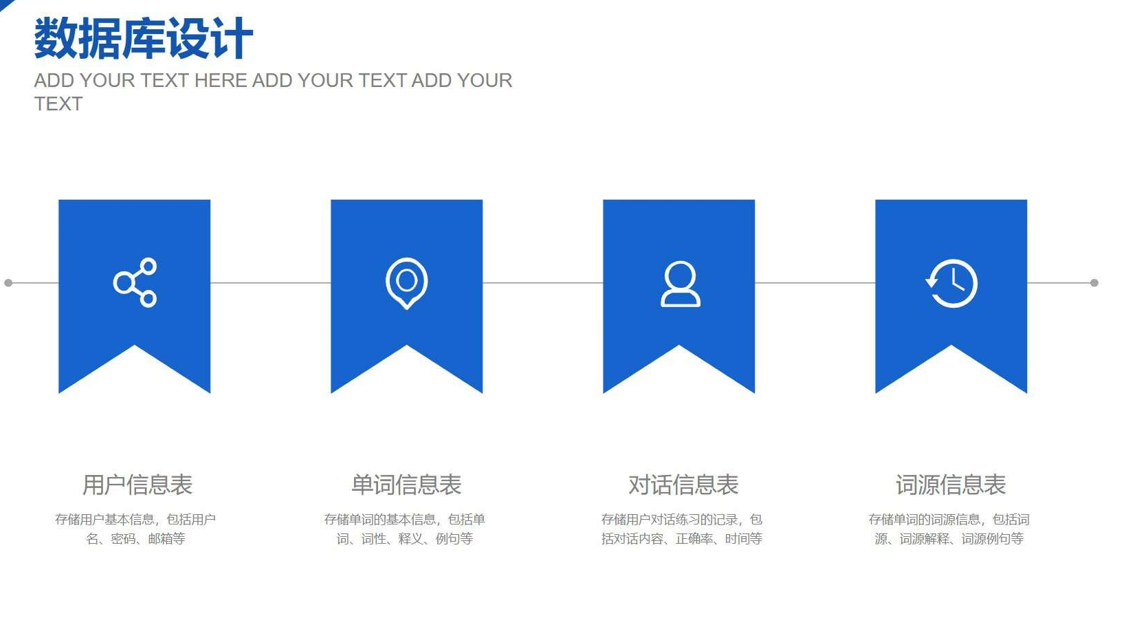 数据库设计
ADD YOUR TEXT HERE ADD YOUR TEXT ADD YOUR
TEXT
用户信息表
存储用户基本信息，包括用户
名、密码、邮箱等
单词信息表
存储单词的基本信息，包括单
词、词性、释义、例句等
对话信息表
存储用户对话练习的记录，包
括对话内容、正确率、时间等
词源信息表
存储单词的词源信息，包括词
源、词源解释、词源例句等